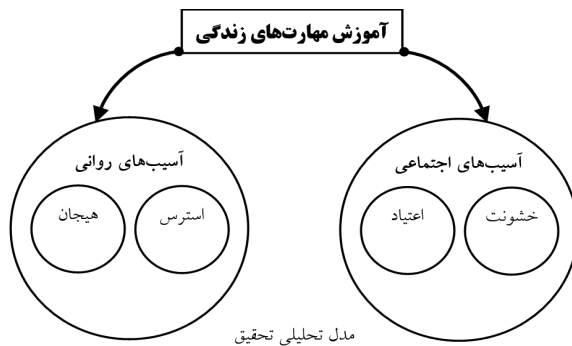 آموزش مهارت‌های زندگی
آسیب‌های اجتماعی
خشونت
اعتیاد
آسیب‌های روانی
استرس
هیجان
مدل تحلیلی تحقیق